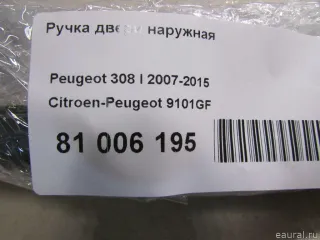 Ручка двери наружная
Peugeot 308 I 2007-2015
Citroen-Peugeot 9101GF
81 006 195
eaural.ru